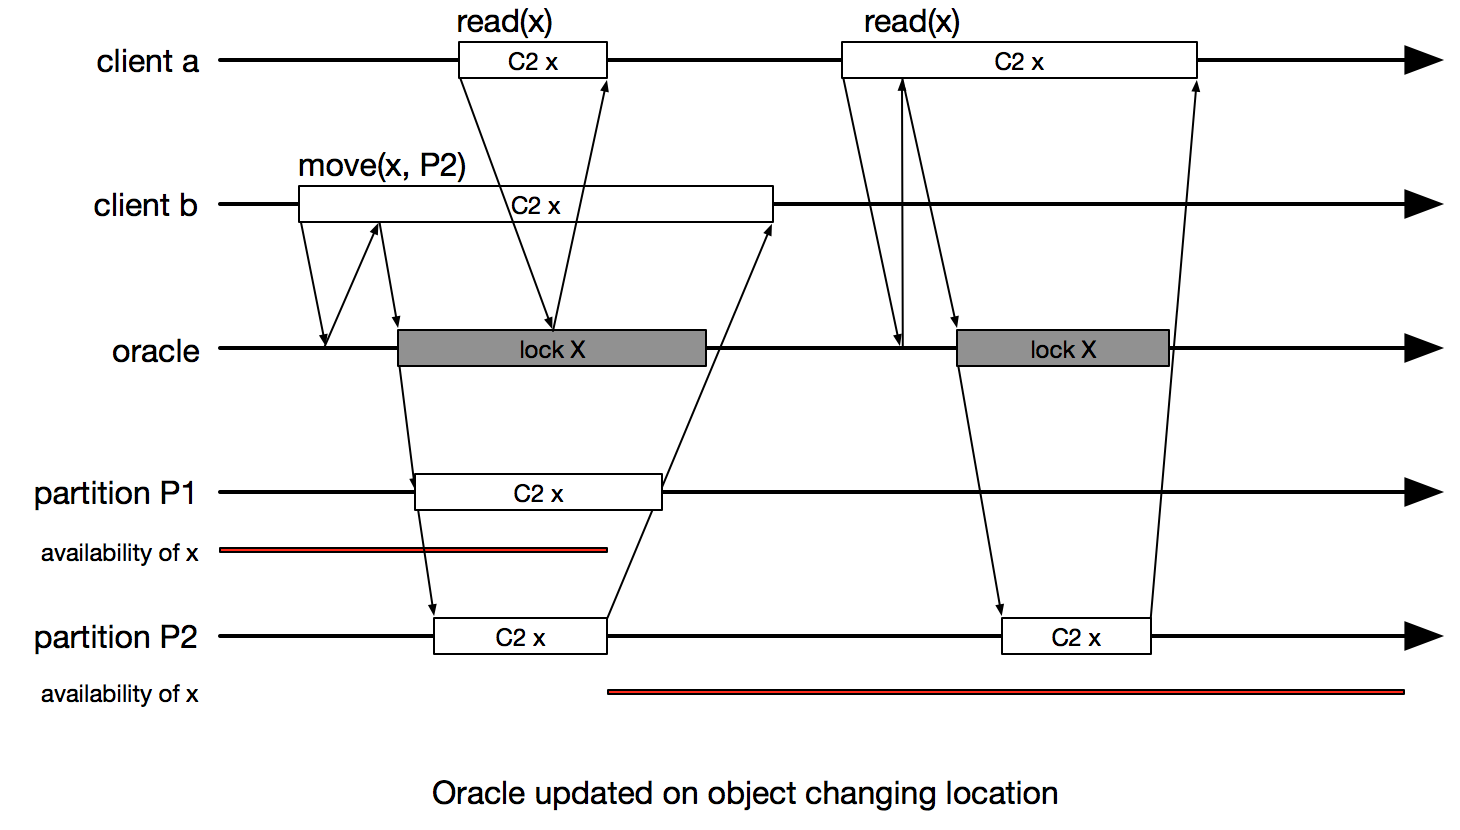 read(x)
read(x)
client a
C2 x
C2 x
move(x, P2)
client b
C2 x
oracle
lock X
lock X
partition P1
C2 x
availability of x
partition P2
C2 x
C2 x
availability of x
Oracle updated on object changing location